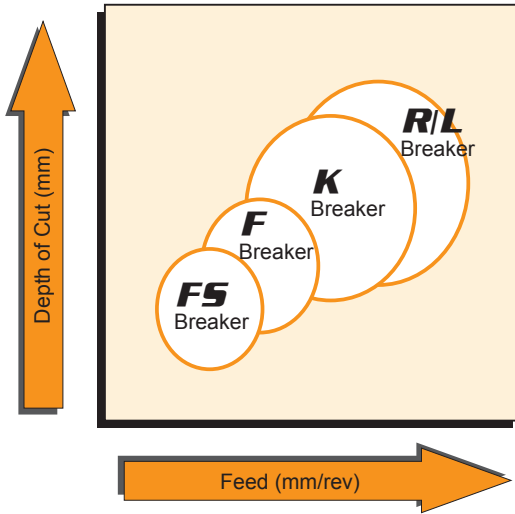 R/L
Breaker
K
Breaker
F
Breaker
FS
Breaker
Depth of Cut (mm)
Feed (mm/rev)